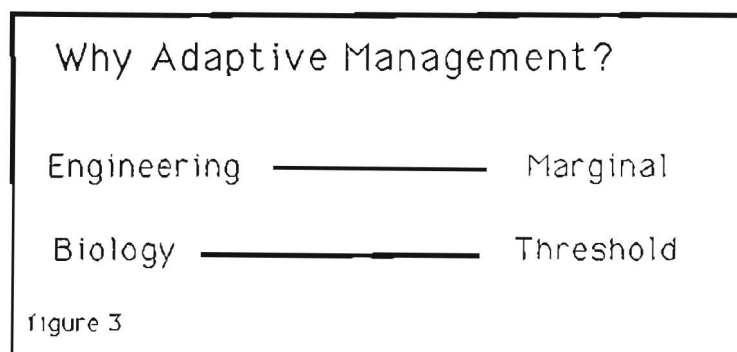 Why Adaptive Management?
Engineering Marginal
Biology Threshold
figure 3